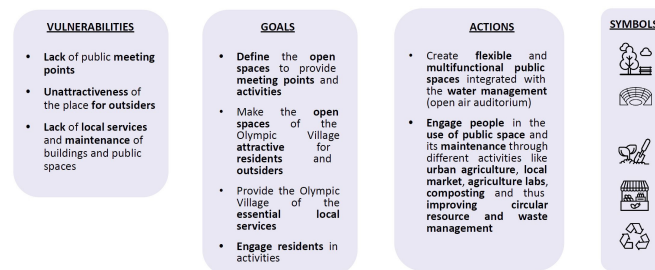 VULNERABILITIES
• Lack of public meeting
points
• Unattractiveness of
the place for outsiders
• Lack of local services
and maintenance of
buildings and public
spaces
GOALS
• Define the open
spaces to provide
meeting points and
activities
• Make the open
spaces of the
Olympic Village
attractive for
residents and
outsiders
• Provide the Olympic
Village of the
essential local
services
• Engage residents in
activities
ACTIONS
• Create flexible and
multifunctional public
spaces integrated with
the water management
(open air auditorium)
• Engage people in the
use of public space and
its maintenance through
different activities like
urban agriculture, local
market, agriculture labs,
composting and thus
improving circular
resource and waste
management
SYMBOLS